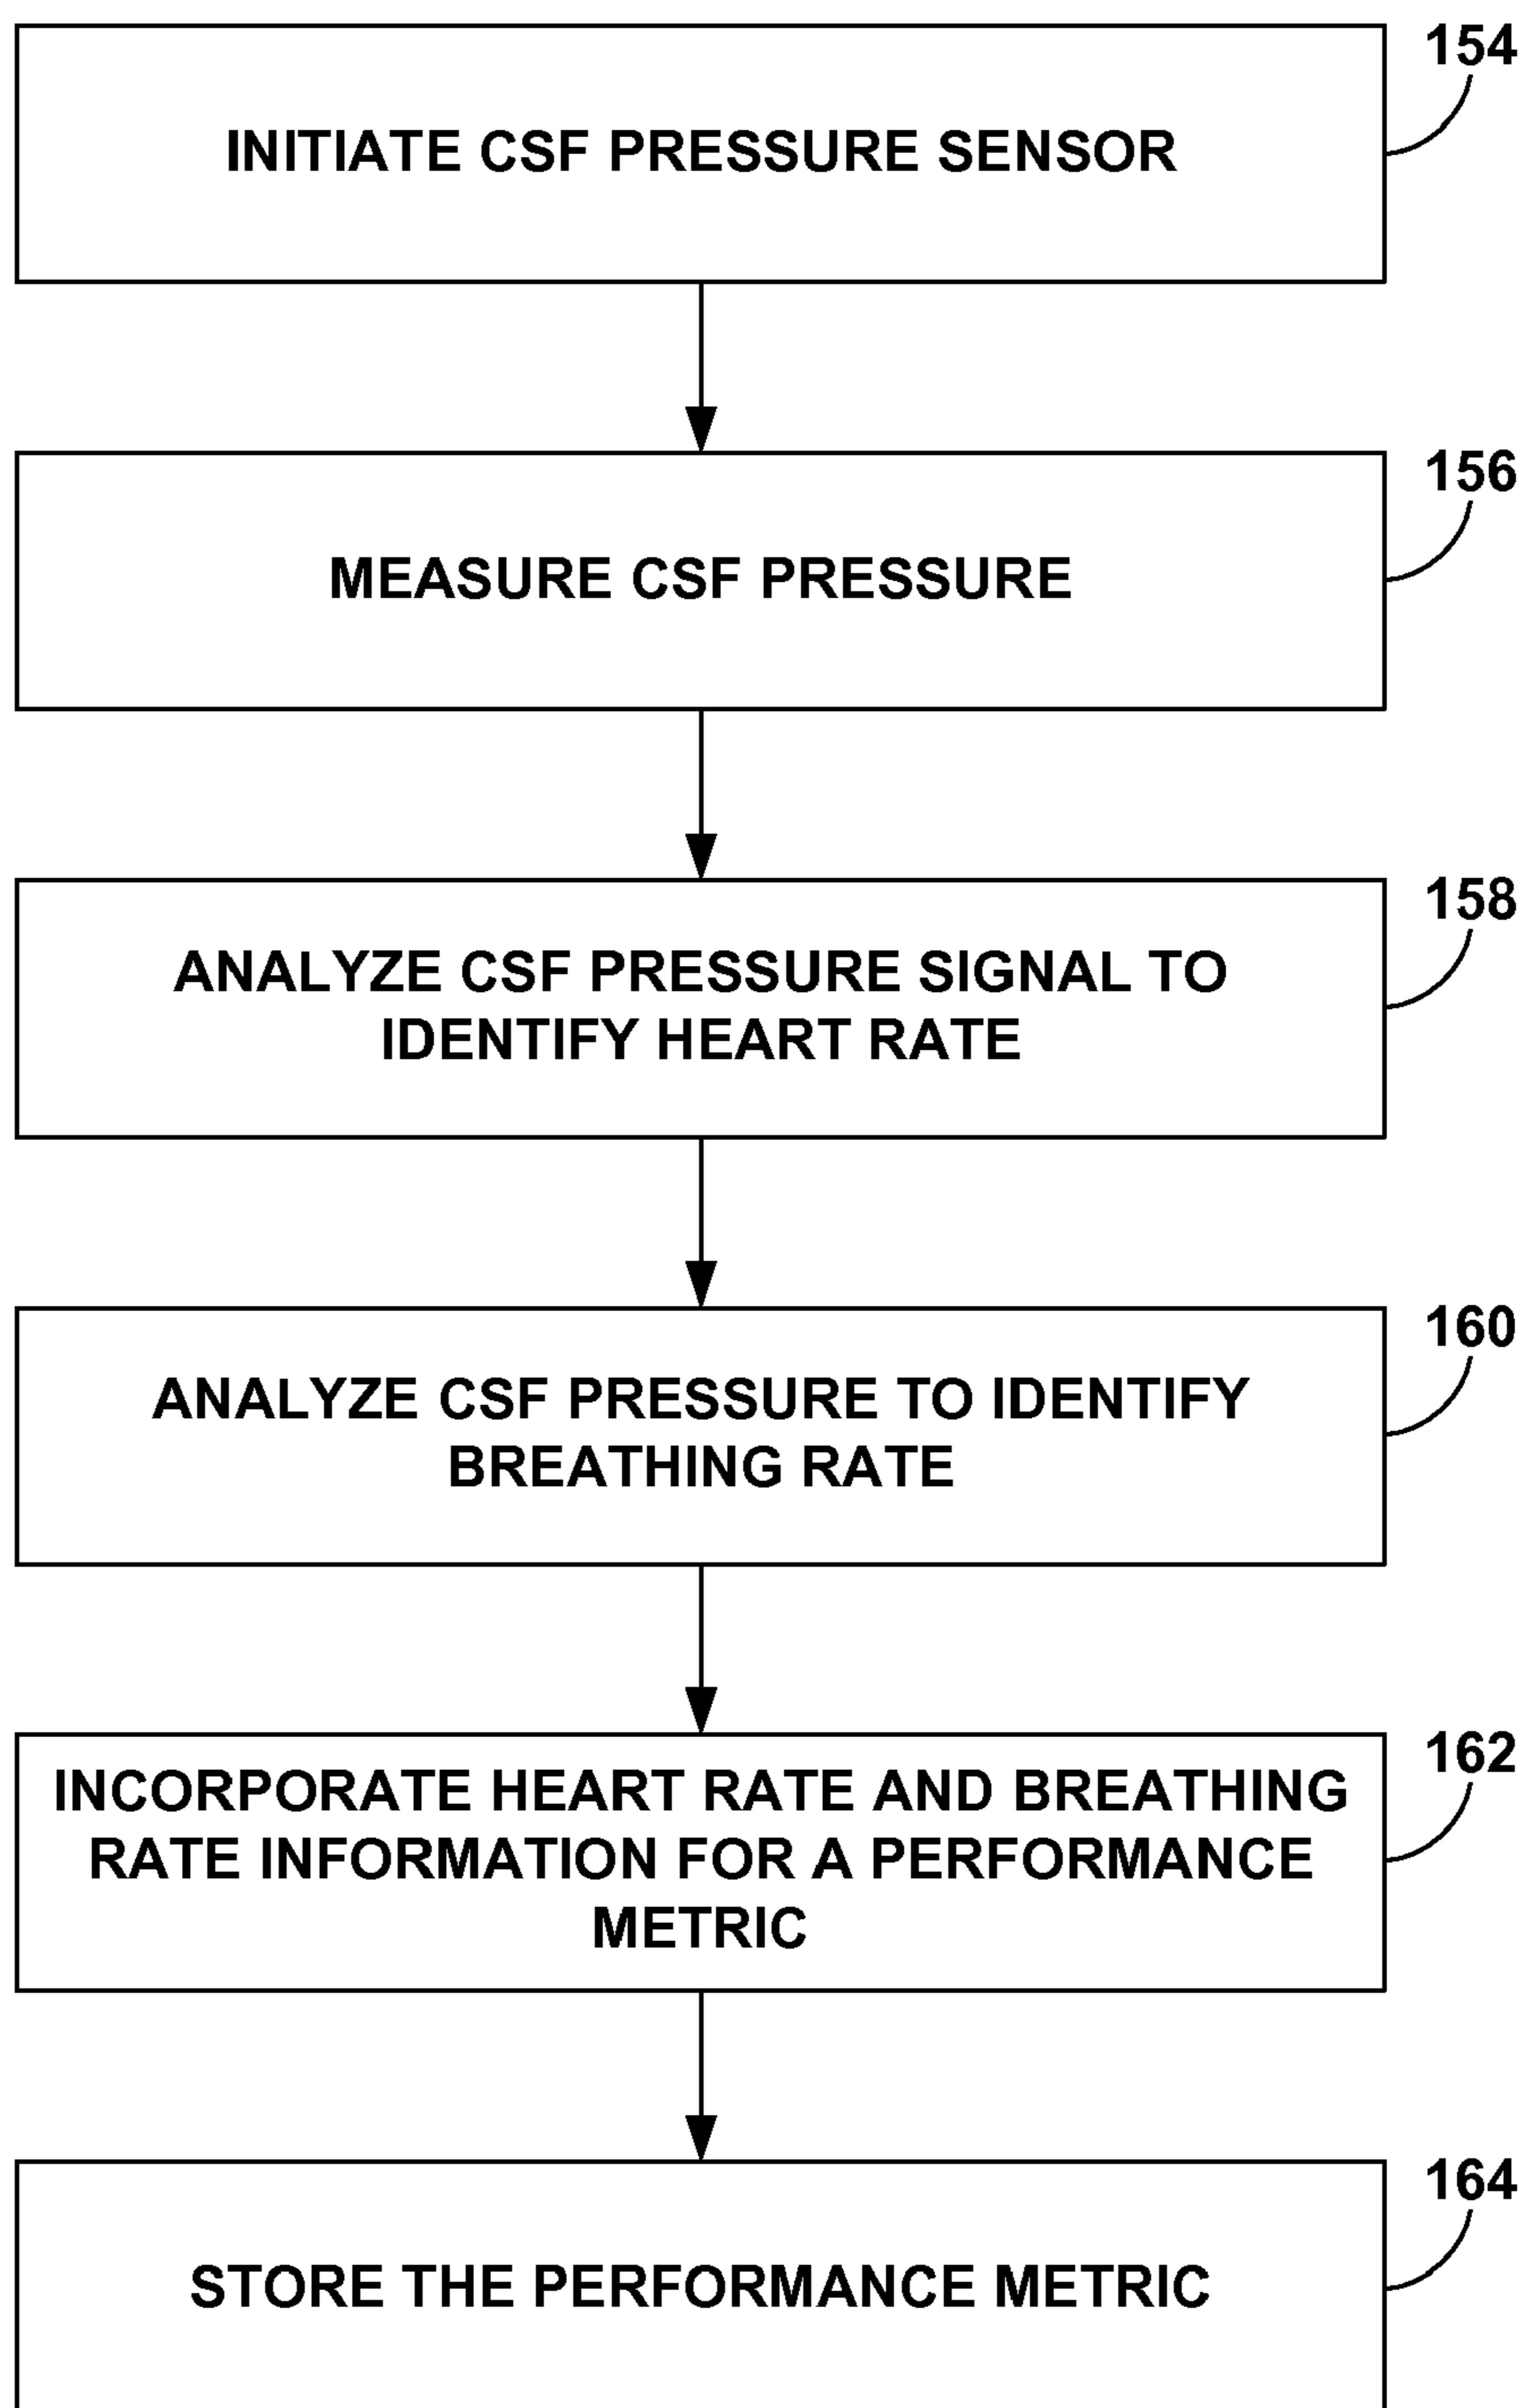 154
INITIATE CSF PRESSURE SENSOR
156
MEASURE CSF PRESSURE
158
ANALYZE CSF PRESSURE SIGNAL TO
IDENTIFY HEART RATE
160
ANALYZE CSF PRESSURE TO IDENTIFY
BREATHING RATE
162
INCORPORATE HEART RATE AND BREATHING
RATE INFORMATION FOR A PERFORMANCE
METRIC
164
STORE THE PERFORMANCE METRIC